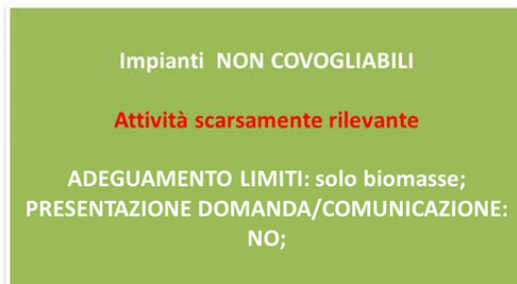 Impianti NON COVOGLIABILI
Attività scarsamente rilevante
ADEGUAMENTO LIMITI: solo biomasse;
PRESENTAZIONE DOMANDA/COMUNICAZIONE:
NO;